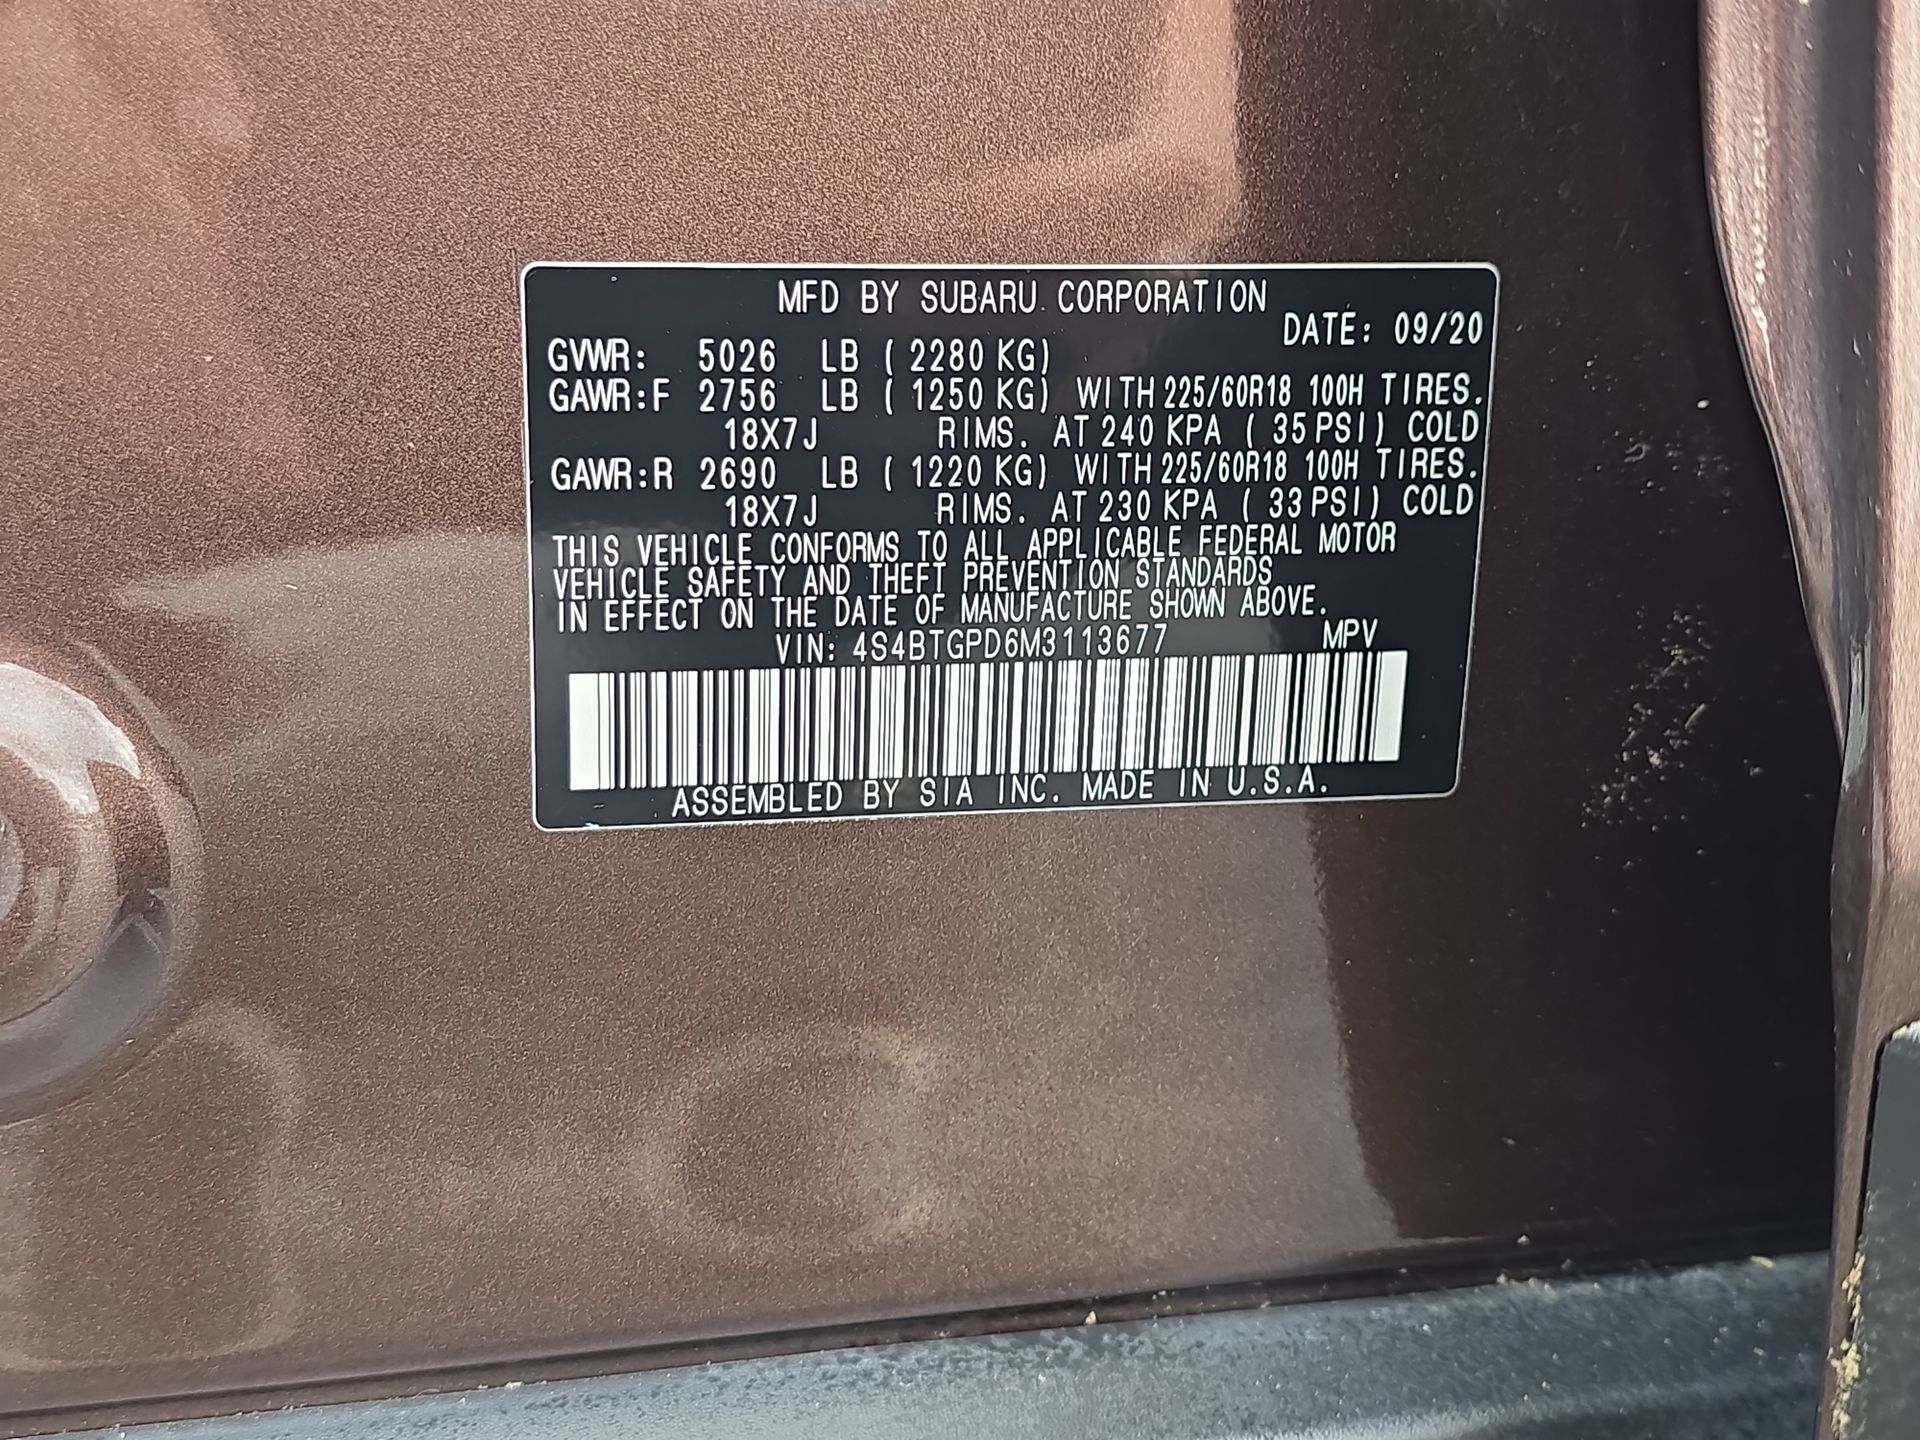 MFD BY SUBARU CORPORATION
DATE: 09/20
GVWR: 5026 LB ( 2280 KG)
GAWR:F 2756 LB ( 1250 KG) WITH 225/60R18 100H TIRES.
18X7J RIMS. AT 240 KPA ( 35 PSI) COLD
GAWR:R 2690 LB ( 1220 KG) WITH 225/60R18 100H TIRES.
18X7J RIMS. AT 230 KPA ( 33 PSI) COLD
THIS VEHICLE CONFORMS TO ALL APPLICABLE FEDERAL MOTOR
VEHICLE SAFETY AND THEFT PREVENTION STANDARDS
IN EFFECT ON THE DATE OF MANUFACTURE SHOWN ABOVE.
VIN: 4S4BTGPD6M3113677 MPV
ASSEMBLED BY SIA INC. MADE IN U.S.A.